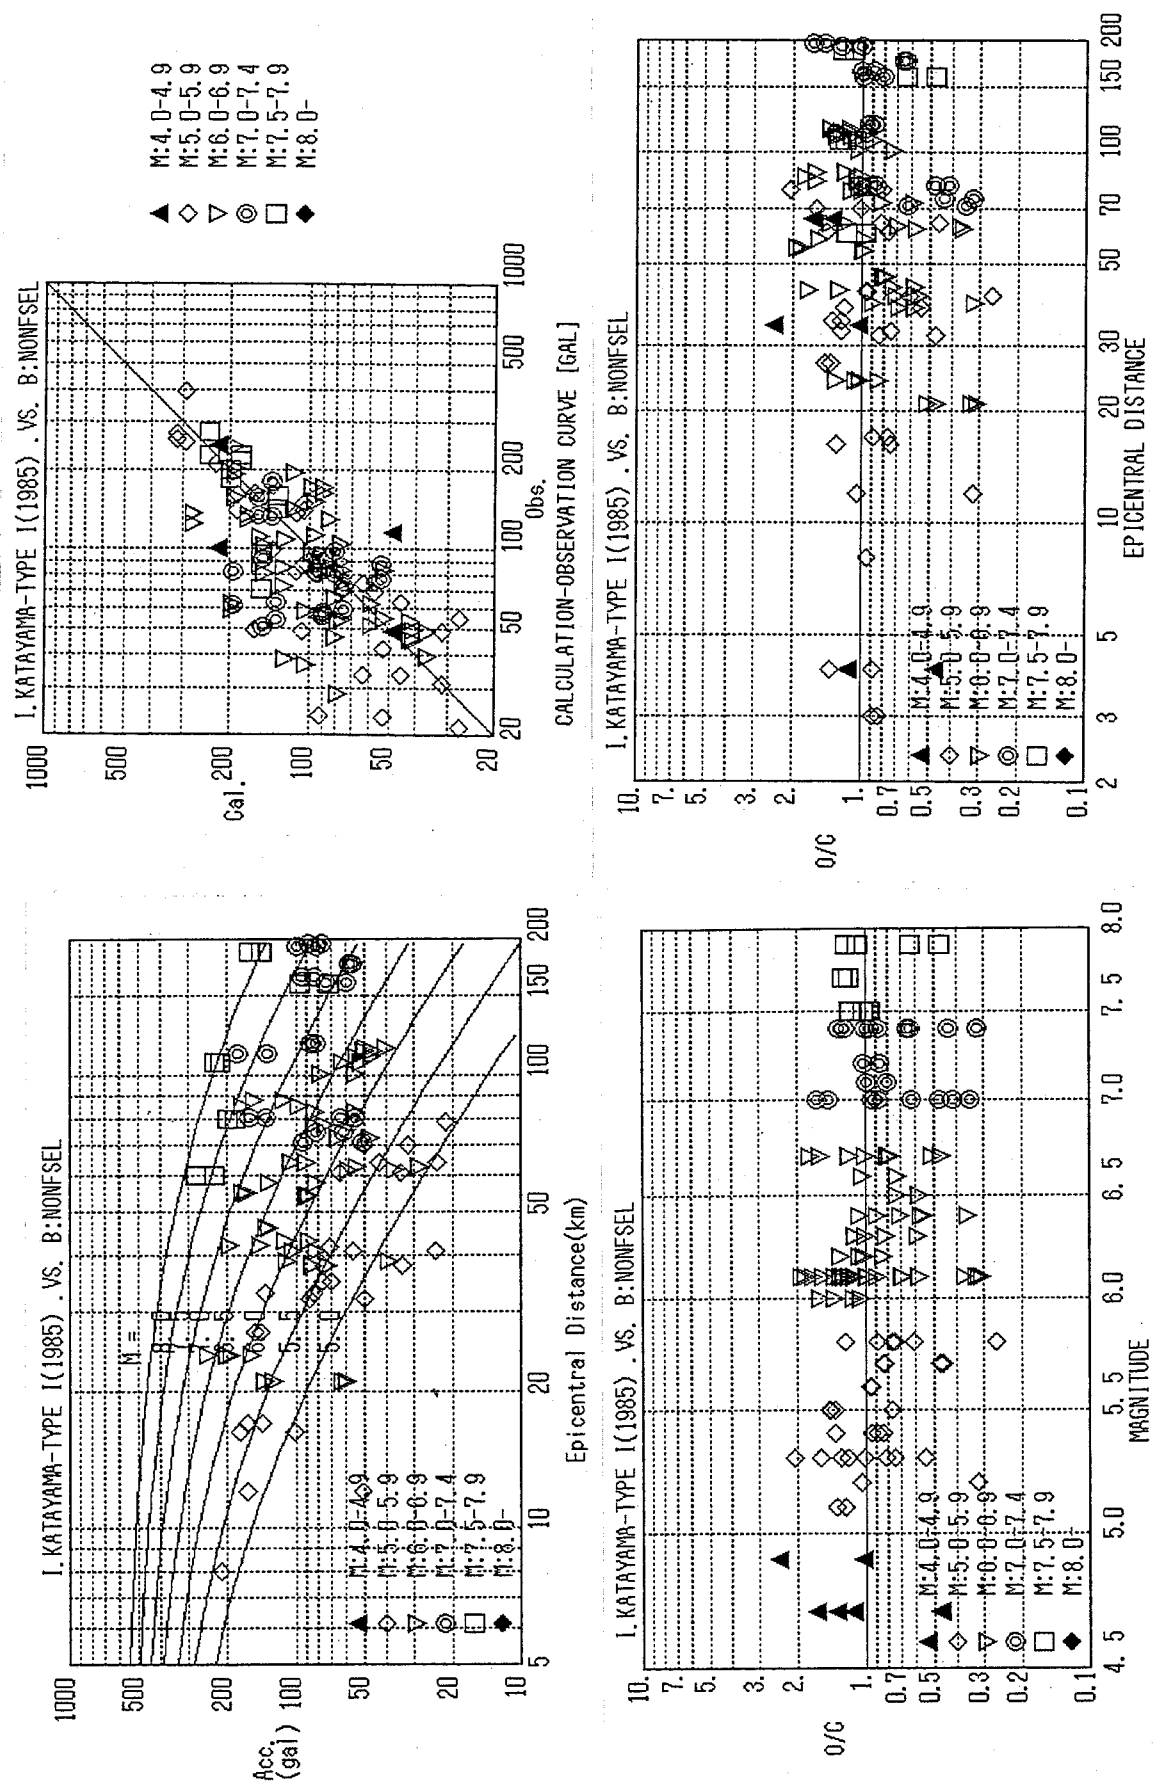 I.KATAYAMA-TYPE I(1985) .VS. B:NONFSEL
1000
500
200
100
50
20
10
Acc.
(gal)
M =
5
10
20
50
100
150
200
Epicentral Distance(km)
M:4.0-4.9
M:5.0-5.9
M:6.0-6.9
M:7.0-7.4
M:7.5-7.9
M:8.0-
I.KATAYAMA-TYPE I(1985) .VS. B:NONFSEL
1000
500
200
100
50
20
Cal.
20
50
100
200
500
1000
Obs.
CALCULATION-OBSERVATION CURVE [GAL]
M:4.0-4.9
M:5.0-5.9
M:6.0-6.9
M:7.0-7.4
M:7.5-7.9
M:8.0-
I.KATAYAMA-TYPE I(1985) .VS. B:NONFSEL
10.
7.
5.
3.
2.
1.
0.7
0.5
0.3
0.2
0.1
O/C
4.5
5.0
5.5
6.0
6.5
7.0
7.5
8.0
MAGNITUDE
M:4.0-4.9
M:5.0-5.9
M:6.0-6.9
M:7.0-7.4
M:7.5-7.9
M:8.0-
I.KATAYAMA-TYPE I(1985) .VS. B:NONFSEL
10.
7.
5.
3.
2.
1.
0.7
0.5
0.3
0.2
0.1
O/C
2
3
5
10
20
30
50
70
100
150
200
EPICENTRAL DISTANCE
M:4.0-4.9
M:5.0-5.9
M:6.0-6.9
M:7.0-7.4
M:7.5-7.9
M:8.0-